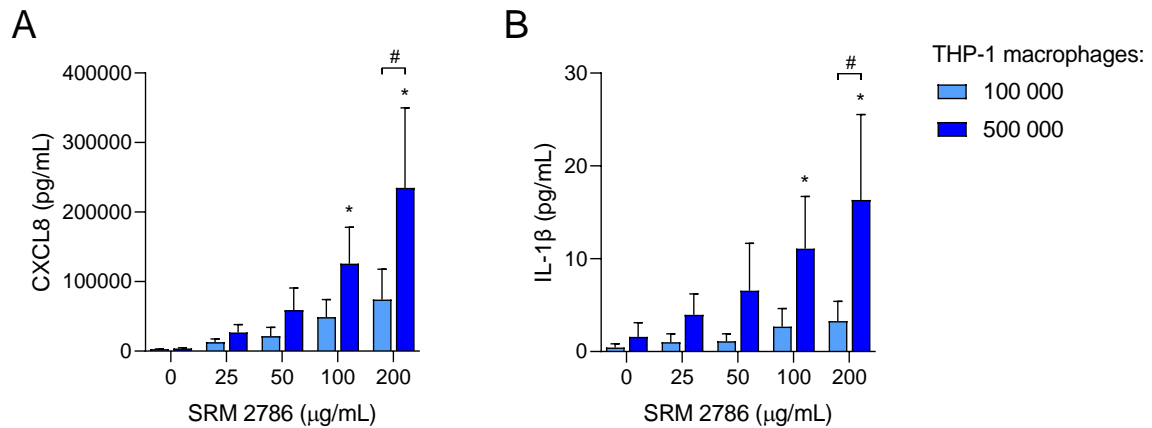 A
CXCL8 (pg/mL)
400000
300000
200000
100000
0
#
*
*
0 25 50 100 200
SRM 2786 (μg/mL)
B
IL-1β (pg/mL)
30
20
10
0
#
*
*
0 25 50 100 200
SRM 2786 (μg/mL)
THP-1 macrophages:
100 000
500 000